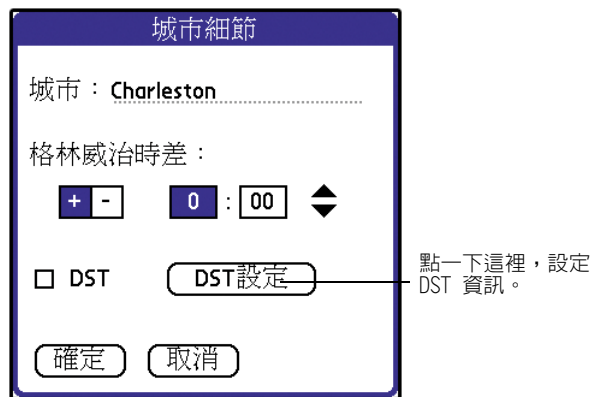 城市細節
城市：Charleston
格林威治時差：
+ - 0 : 00
DST DST設定
點一下這裡，設定
DST 資訊。
確定 取消